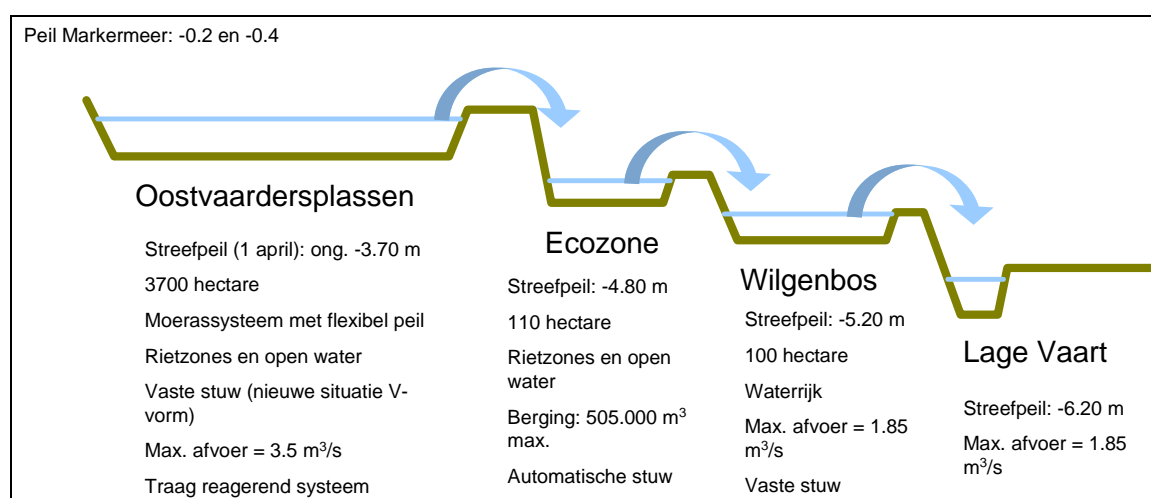 Peil Markermeer: -0.2 en -0.4
Oostvaardersplassen
Streefpeil (1 april): ong. -3.70 m
3700 hectare
Moerassysteem met flexibel peil
Rietzones en open water
Vaste stuw (nieuwe situatie V-
vorm)
Max. afvoer = 3.5 m³/s
Traag reagerend systeem
Ecozone
Streefpeil: -4.80 m
110 hectare
Rietzones en open
water
Berging: 505.000 m³
max.
Automatische stuw
Wilgenbos
Streefpeil: -5.20 m
100 hectare
Waterrijk
Max. afvoer = 1.85
m³/s
Vaste stuw
Lage Vaart
Streefpeil: -6.20 m
Max. afvoer = 1.85
m³/s